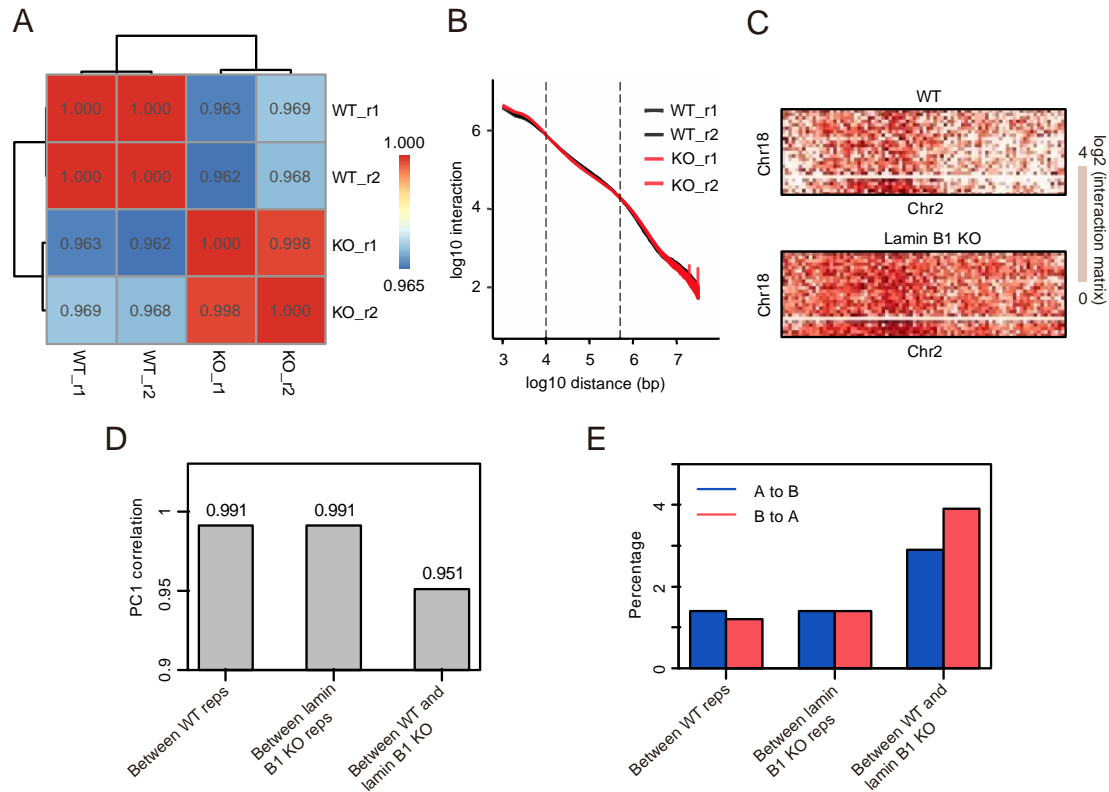 A
1.000 1.000 0.963 0.969 WT_r1
1.000 1.000 0.962 0.968 WT_r2
0.963 0.962 1.000 0.998 KO_r1
0.969 0.968 0.998 1.000 KO_r2
WT_r1 WT_r2 KO_r1 KO_r2
1.000
0.965
B
log10 interaction
6
4
2
WT_r1
WT_r2
KO_r1
KO_r2
3 4 5 6 7
log10 distance (bp)
C
WT
Chr18
Chr2
Lamin B1 KO
Chr18
Chr2
4
0
log2 (interaction
matrix)
D
PC1 correlation
1
0.95
0.9
0.991
0.991
0.951
Between WT reps
Between lamin
B1 KO reps
Between WT and
lamin B1 KO
E
Percentage
4
2
0
A to B
B to A
Between WT reps
Between lamin
B1 KO reps
Between WT and
lamin B1 KO